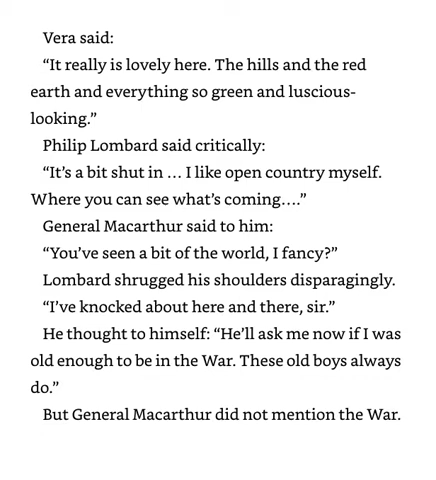 Vera said:
“It really is lovely here. The hills and the red
earth and everything so green and luscious-
looking.”
Philip Lombard said critically:
“It’s a bit shut in … I like open country myself.
Where you can see what’s coming.…”
General Macarthur said to him:
“You’ve seen a bit of the world, I fancy?”
Lombard shrugged his shoulders disparagingly.
“I’ve knocked about here and there, sir.”
He thought to himself: “He’ll ask me now if I was
old enough to be in the War. These old boys always
do.”
But General Macarthur did not mention the War.